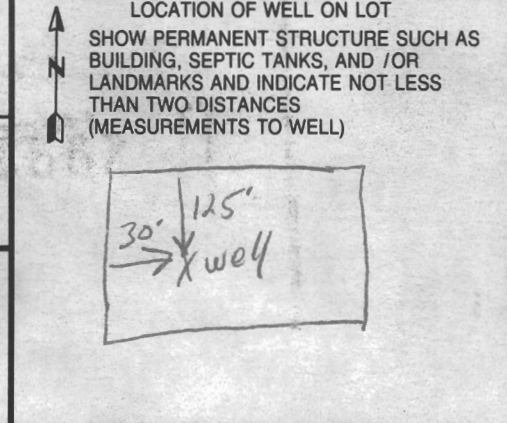 LOCATION OF WELL ON LOT
SHOW PERMANENT STRUCTURE SUCH AS
BUILDING, SEPTIC TANKS, AND /OR
LANDMARKS AND INDICATE NOT LESS
THAN TWO DISTANCES
(MEASUREMENTS TO WELL)
N
125'
30'
X well